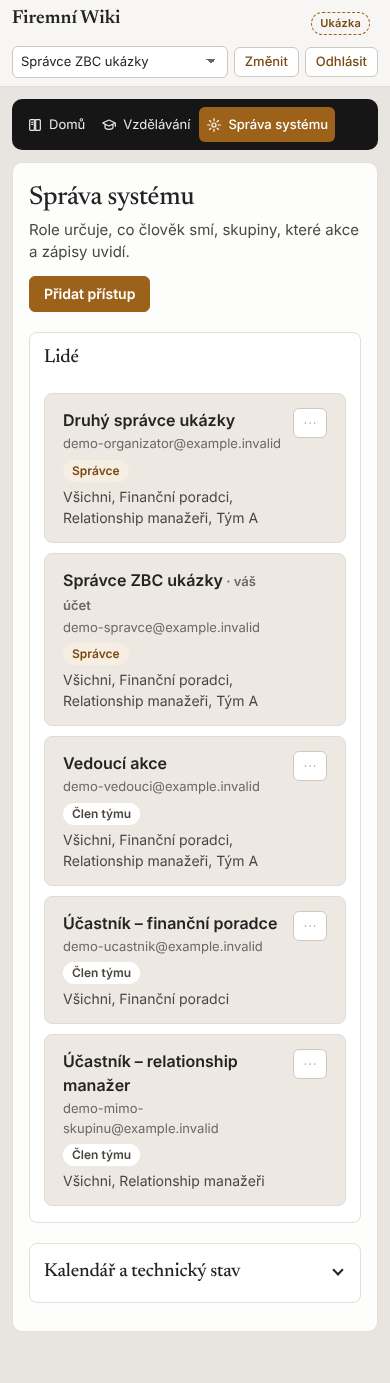 Firemní Wiki
Ukázka
Správce ZBC ukázky
Změnit
Odhlásit
Domů
Vzdělávání
Správa systému
Správa systému
Role určuje, co člověk smí, skupiny, které akce
a zápisy uvidí.
Přidat přístup
Lidé
Druhý správce ukázky
...
demo-organizator@example.invalid
Správce
Všichni, Finanční poradci,
Relationship manažeři, Tým A
Správce ZBC ukázky · váš
účet
demo-spravce@example.invalid
Správce
Všichni, Finanční poradci,
Relationship manažeři, Tým A
Vedoucí akce
...
demo-vedouci@example.invalid
Člen týmu
Všichni, Finanční poradci,
Relationship manažeři, Tým A
Účastník – finanční poradce
...
demo-ucastnik@example.invalid
Člen týmu
Všichni, Finanční poradci
Účastník – relationship
manažer
...
demo-mimo-
skupinu@example.invalid
Člen týmu
Všichni, Relationship manažeři
Kalendář a technický stav